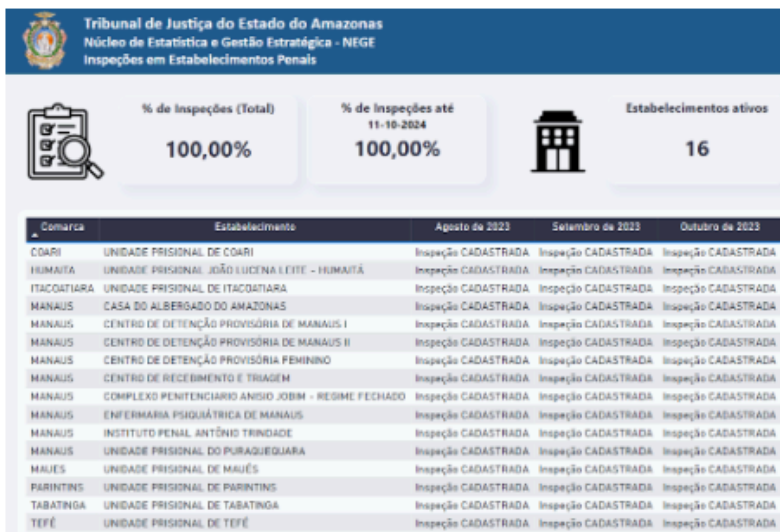 Tribunal de Justiça do Estado do Amazonas
Núcleo de Estatística e Gestão Estratégica - NEGE
Inspeções em Estabelecimentos Penais
% de Inspeções (Total)
100,00%
% de Inspeções até
11-10-2024
100,00%
Estabelecimentos ativos
16
Comarca Estabelecimento Agosto de 2023 Setembro de 2023 Outubro de 2023
COARI UNIDADE PRISIONAL DE COARI Inspeção CADASTRADA Inspeção CADASTRADA Inspeção CADASTRADA
HUMAITA UNIDADE PRISIONAL JOÃO LUCENA LEITE - HUMAITÁ Inspeção CADASTRADA Inspeção CADASTRADA Inspeção CADASTRADA
ITACOATIARA UNIDADE PRISIONAL DE ITACOATIARA Inspeção CADASTRADA Inspeção CADASTRADA Inspeção CADASTRADA
MANAUS CASA DO ALBERGADO DO AMAZONAS Inspeção CADASTRADA Inspeção CADASTRADA Inspeção CADASTRADA
MANAUS CENTRO DE DETENÇÃO PROVISÓRIA DE MANAUS I Inspeção CADASTRADA Inspeção CADASTRADA Inspeção CADASTRADA
MANAUS CENTRO DE DETENÇÃO PROVISÓRIA DE MANAUS II Inspeção CADASTRADA Inspeção CADASTRADA Inspeção CADASTRADA
MANAUS CENTRO DE DETENÇÃO PROVISÓRIA FEMININO Inspeção CADASTRADA Inspeção CADASTRADA Inspeção CADASTRADA
MANAUS CENTRO DE RECEBIMENTO E TRIAGEM Inspeção CADASTRADA Inspeção CADASTRADA Inspeção CADASTRADA
MANAUS COMPLEXO PENITENCIARIO ANISIO JOBIM - REGIME FECHADO Inspeção CADASTRADA Inspeção CADASTRADA Inspeção CADASTRADA
MANAUS ENFERMARIA PSIQUIÁTRICA DE MANAUS Inspeção CADASTRADA Inspeção CADASTRADA Inspeção CADASTRADA
MANAUS INSTITUTO PENAL ANTÔNIO TRINDADE Inspeção CADASTRADA Inspeção CADASTRADA Inspeção CADASTRADA
MANAUS UNIDADE PRISIONAL DO PURAQUEQUARA Inspeção CADASTRADA Inspeção CADASTRADA Inspeção CADASTRADA
MAUES UNIDADE PRISIONAL DE MAUÉS Inspeção CADASTRADA Inspeção CADASTRADA Inspeção CADASTRADA
PARINTINS UNIDADE PRISIONAL DE PARINTINS Inspeção CADASTRADA Inspeção CADASTRADA Inspeção CADASTRADA
TABATINGA UNIDADE PRISIONAL DE TABATINGA Inspeção CADASTRADA Inspeção CADASTRADA Inspeção CADASTRADA
TEFÉ UNIDADE PRISIONAL DE TEFÉ Inspeção CADASTRADA Inspeção CADASTRADA Inspeção CADASTRADA